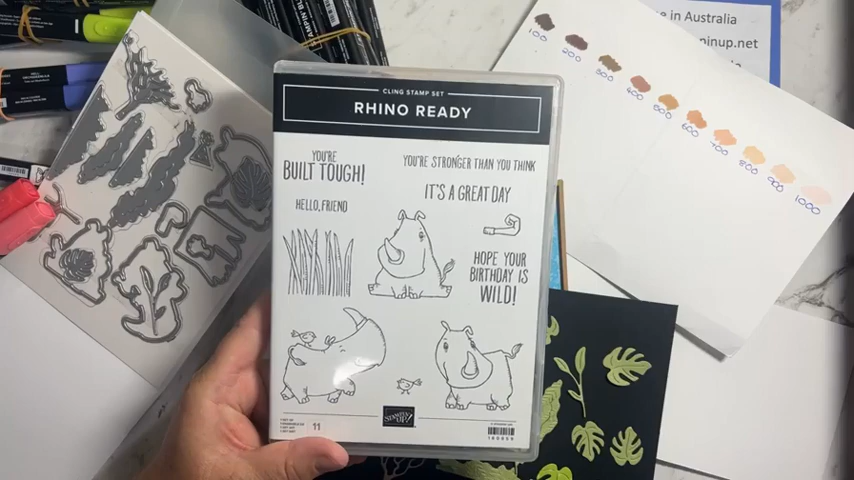 CLING STAMP SET
RHINO READY
YOU'RE
BUILT TOUGH!
YOU'RE STRONGER THAN YOU THINK
IT'S A GREAT DAY
HELLO, FRIEND
HOPE YOUR
BIRTHDAY IS
WILD!
STAMPIN' UP!
11
e in Australia
pinup.net
100
200
300
400
500
600
700
800
900
1000